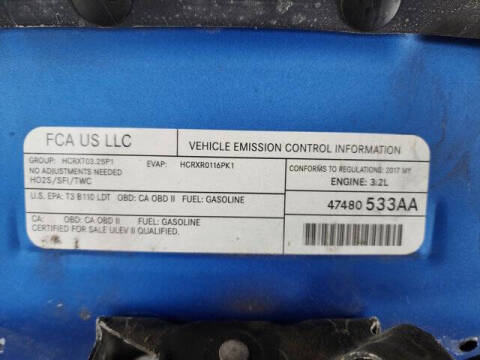 FCA US LLC
VEHICLE EMISSION CONTROL INFORMATION
GROUP: HCRXT03.25P1 EVAP: HCRXR0116PK1
NO ADJUSTMENTS NEEDED
HO2S/SFI/TWC
CONFORMS TO REGULATIONS: 2017 MY
ENGINE: 3.2L
U.S. EPA: T3 B110 LDT OBD: CA OBD II FUEL: GASOLINE
47480 533AA
CA: OBD: CA OBD II FUEL: GASOLINE
CERTIFIED FOR SALE ULEV II QUALIFIED.